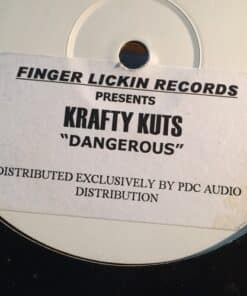 FINGER LICKIN RECORDS
PRESENTS
KRAFTY KUTS
"DANGEROUS"
DISTRIBUTED EXCLUSIVELY BY PDC AUDIO
DISTRIBUTION